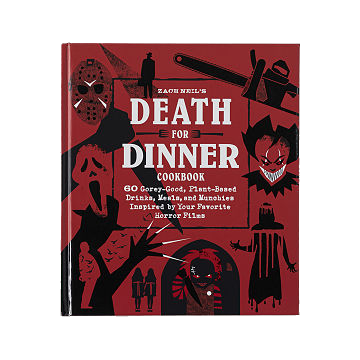 ZACH NEIL'S
DEATH
FOR
DINNER
COOKBOOK
60 Gorey-Good, Plant-Based
Drinks, Meals, and Munchies
Inspired by Your Favorite
Horror Films